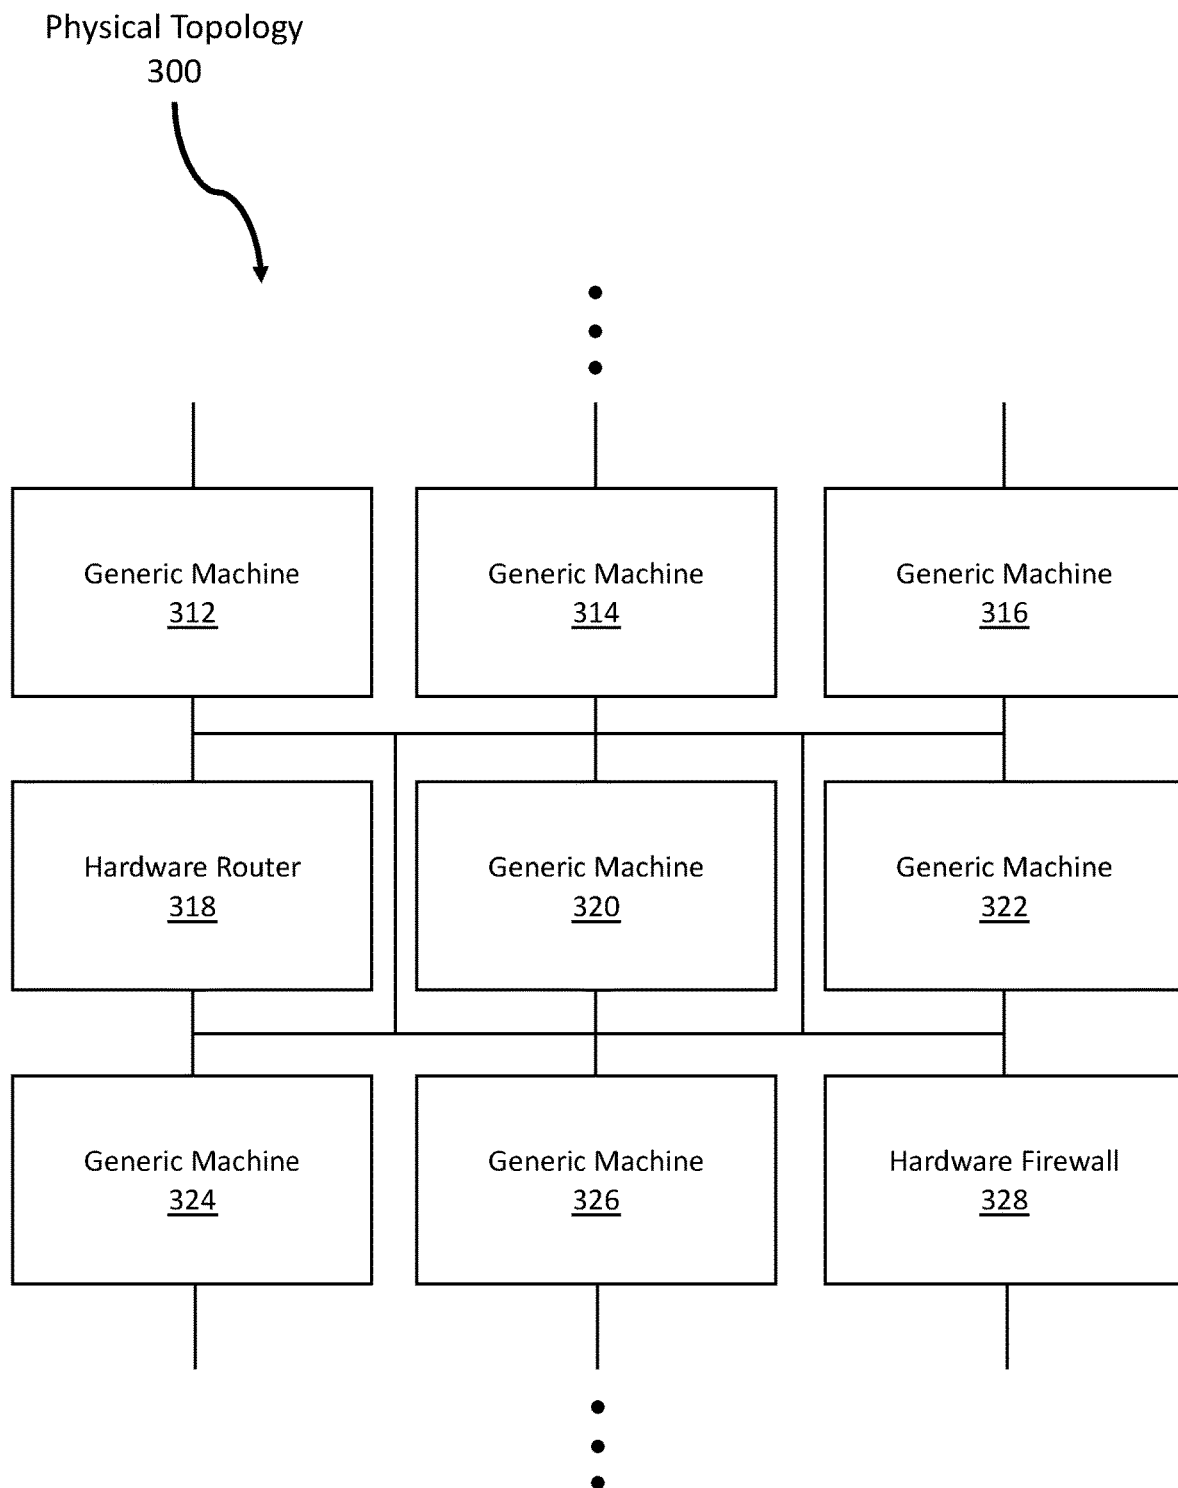 Physical Topology
300
Generic Machine
312
Generic Machine
314
Generic Machine
316
Hardware Router
318
Generic Machine
320
Generic Machine
322
Generic Machine
324
Generic Machine
326
Hardware Firewall
328